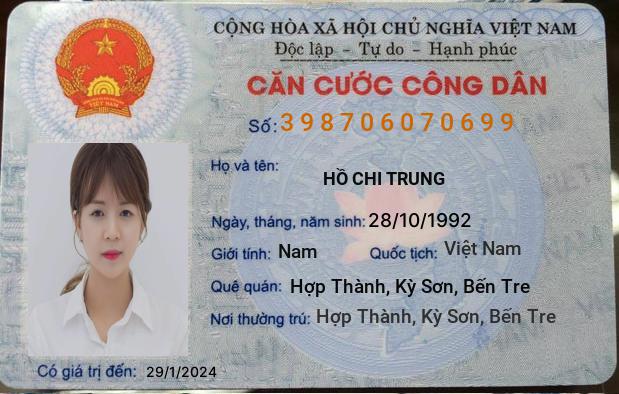 CỘNG HÒA XÃ HỘI CHỦ NGHĨA VIỆT NAM
Độc lập - Tự do - Hạnh phúc
CĂN CƯỚC CÔNG DÂN
Số: 398706070699
Họ và tên:
HỒ CHI TRUNG
Ngày, tháng, năm sinh: 28/10/1992
Giới tính: Nam Quốc tịch: Việt Nam
Quê quán: Hợp Thành, Kỳ Sơn, Bến Tre
Nơi thường trú: Hợp Thành, Kỳ Sơn, Bến Tre
Có giá trị đến: 29/1/2024